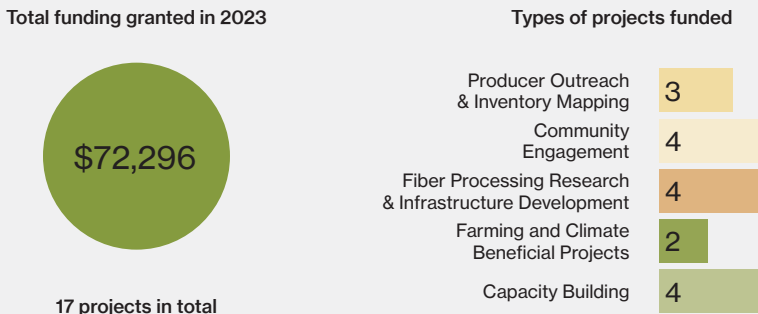 Total funding granted in 2023
$72,296
17 projects in total
Types of projects funded
Producer Outreach
& Inventory Mapping
3
Community
Engagement
4
Fiber Processing Research
& Infrastructure Development
4
Farming and Climate
Beneficial Projects
2
Capacity Building
4